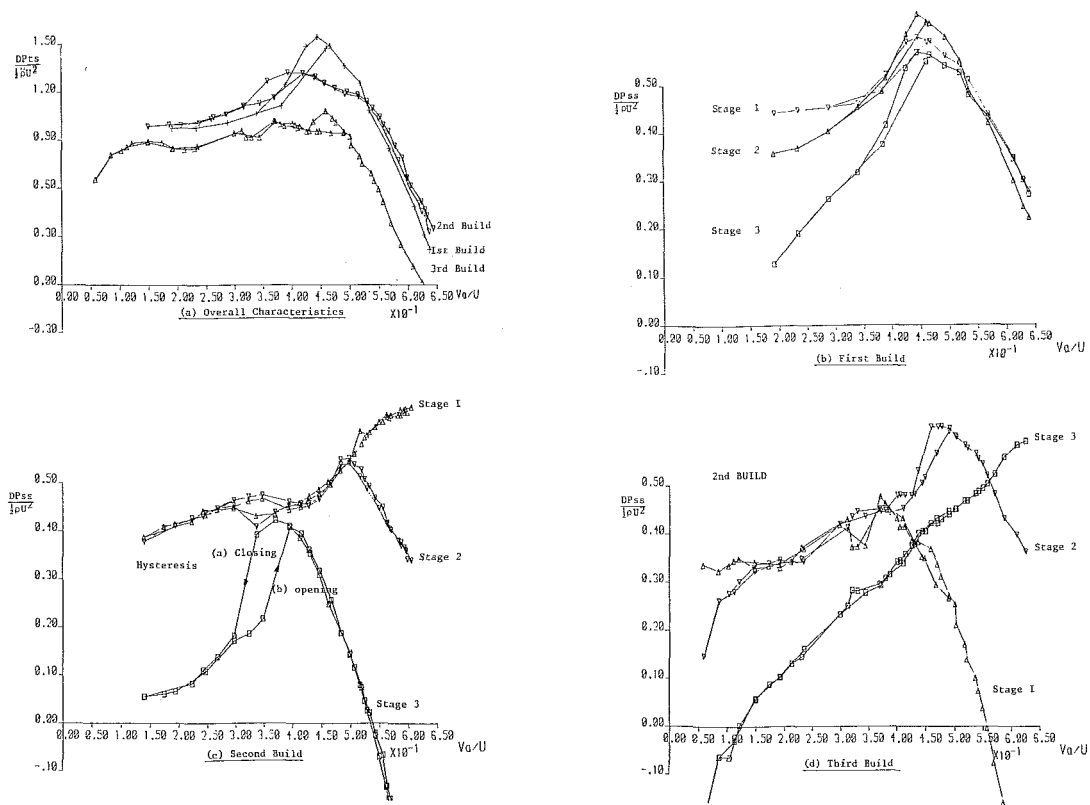 1.50
DPts
½ρU²
1.20
0.90
0.60
0.30
0.00
-0.30
2nd Build
1st Build
3rd Build
0.00 0.50 1.00 1.50 2.00 2.50 3.00 3.50 4.00 4.50 5.00 5.50 6.00 6.50 Va/U
X10⁻¹
(a) Overall Characteristics
DPss
½ρU²
0.50
0.40
0.30
0.20
0.10
0.00
-.10
Stage 1
Stage 2
Stage 3
0.00 0.50 1.00 1.50 2.00 2.50 3.00 3.50 4.00 4.50 5.00 5.50 6.00 6.50
X10⁻¹ Va/U
(b) First Build
DPss
½ρU²
0.50
0.40
0.30
0.20
0.10
0.00
-.10
Stage 1
Stage 2
(a) Closing
Hysteresis
(b) opening
Stage 3
0.00 0.50 1.00 1.50 2.00 2.50 3.00 3.50 4.00 4.50 5.00 5.50 6.00 6.50
X10⁻¹ Va/U
(c) Second Build
DPss
½ρU²
0.50
0.40
0.30
0.20
0.10
0.00
-.10
2nd BUILD
Stage 3
Stage 2
Stage 1
0.00 0.50 1.00 1.50 2.00 2.50 3.00 3.50 4.00 4.50 5.00 5.50 6.00 6.50
X10⁻¹ Va/U
(d) Third Build